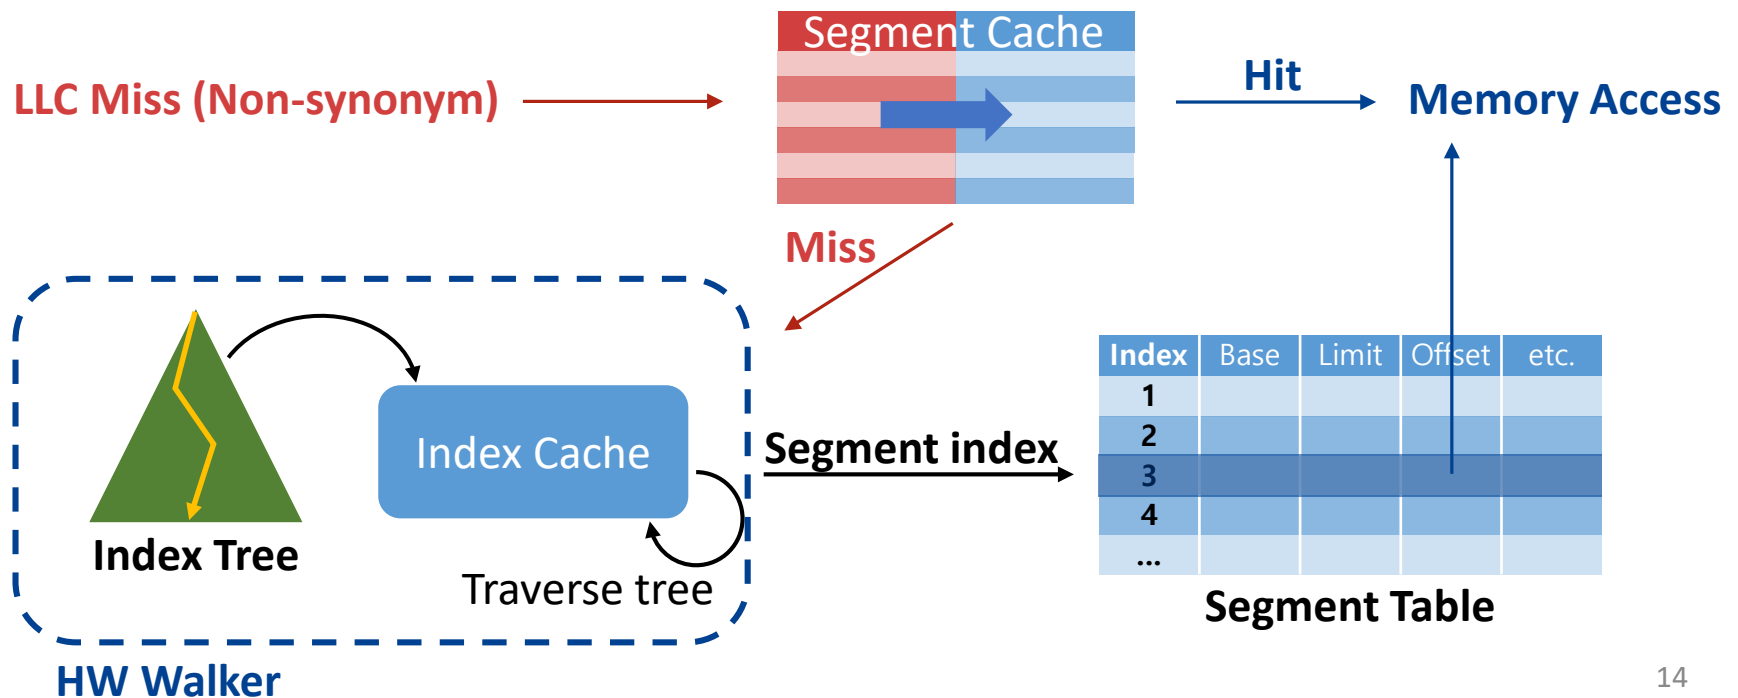 Segment Cache
LLC Miss (Non-synonym)
Hit
Memory Access
Miss
Index Tree
Index Cache
Traverse tree
HW Walker
Segment index
Index Base Limit Offset etc.
1
2
3
4
...
Segment Table
14